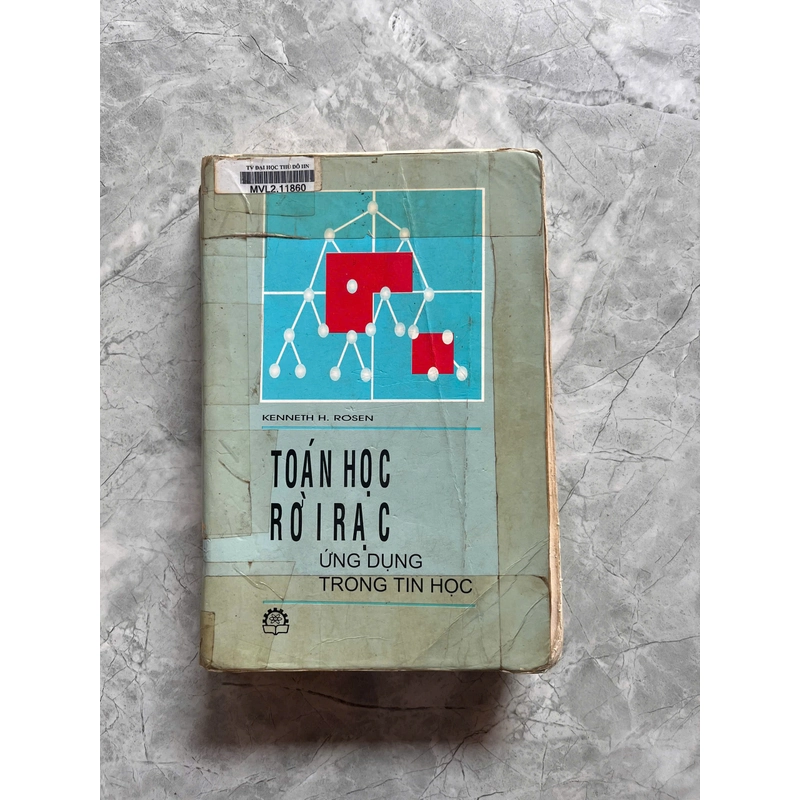 TV ĐẠI HỌC THỦ ĐÔ HN
MVL2.11860
KENNETH H. ROSEN
TOÁN HỌC
RỜI RẠC
ỨNG DỤNG
TRONG TIN HỌC